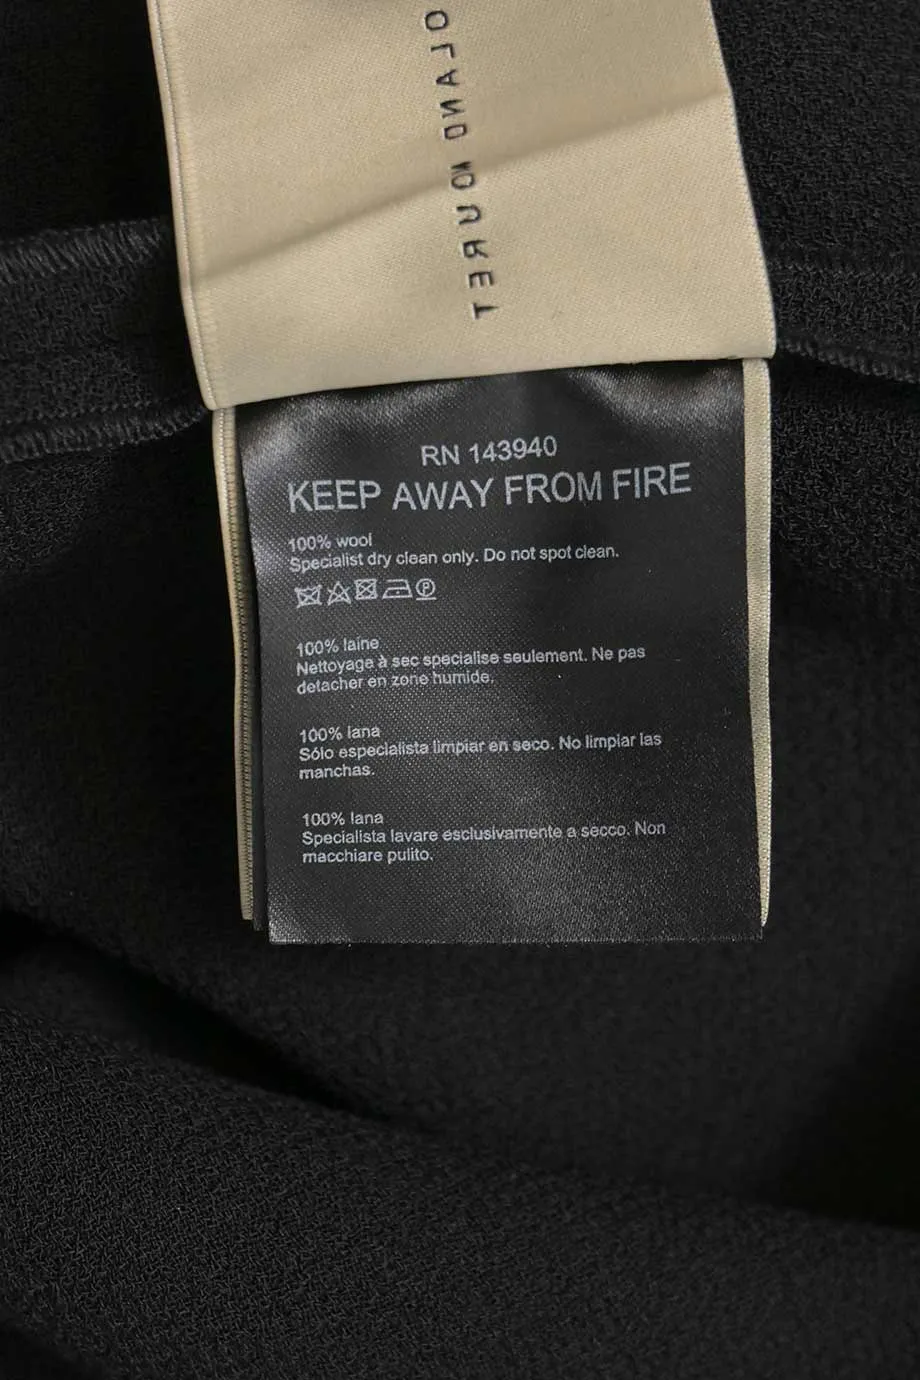 OLAND MOURET
RN 143940
KEEP AWAY FROM FIRE
100% wool
Specialist dry clean only. Do not spot clean.
100% laine
Nettoyage à sec specialise seulement. Ne pas
detacher en zone humide.
100% lana
Sólo especialista limpiar en seco. No limpiar las
manchas.
100% lana
Specialista lavare esclusivamente a secco. Non
macchiare pulito.